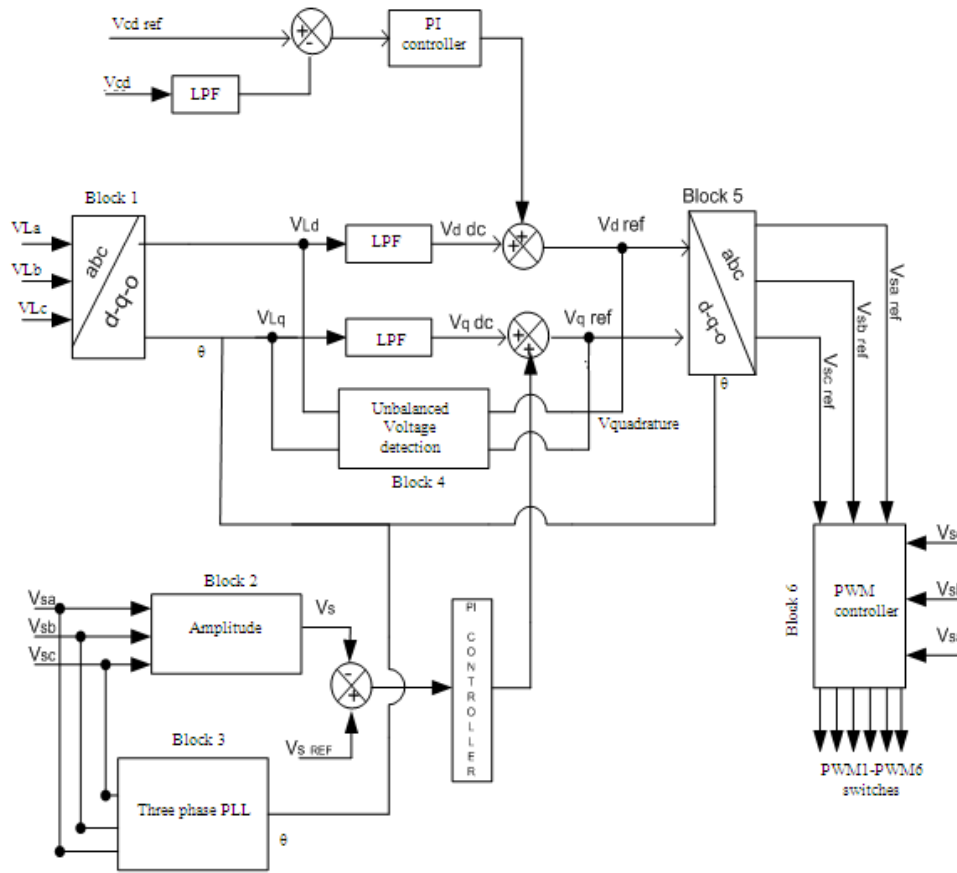 Vcd ref
+
-
PI
controller
Vcd
LPF
Block 1
VLa
VLb
VLc
abc
d-q-o
VLd
LPF
Vd dc
+
+
Vd ref
Block 5
abc
d-q-o
VLq
LPF
Vq dc
+
+
Vq ref
θ
θ
Unbalanced
Voltage
detection
Block 4
Vquadrature
Vsa ref
Vsb ref
Vsc ref
Block 2
Vsa
Vsb
Vsc
Amplitude
Vs
-
+
Vs REF
PI
CONTROLLER
Block 3
Three phase PLL
θ
Block 6
PWM
controller
Vs
Vs
Vs
PWM1-PWM6
switches